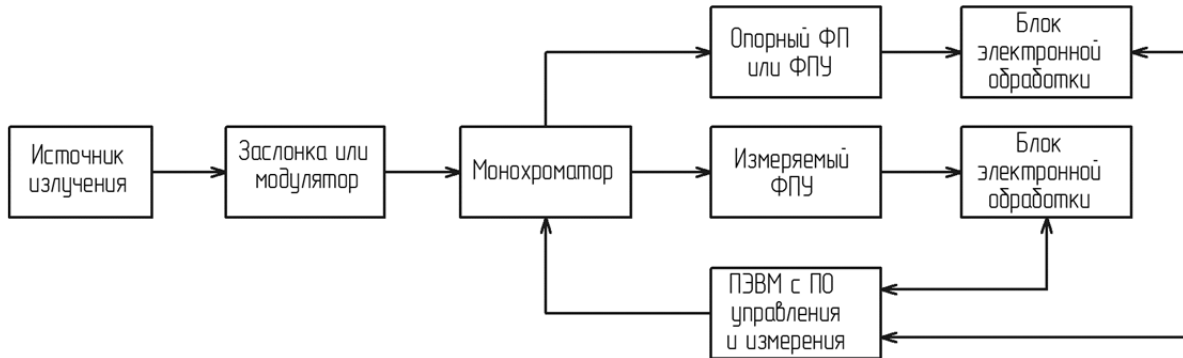 Опорный ФП
или ФПУ
Блок
электронной
обработки
Источник
излучения
Заслонка или
модулятор
Монохроматор
Измеряемый
ФПУ
Блок
электронной
обработки
ПЭВМ с ПО
управления
и измерения